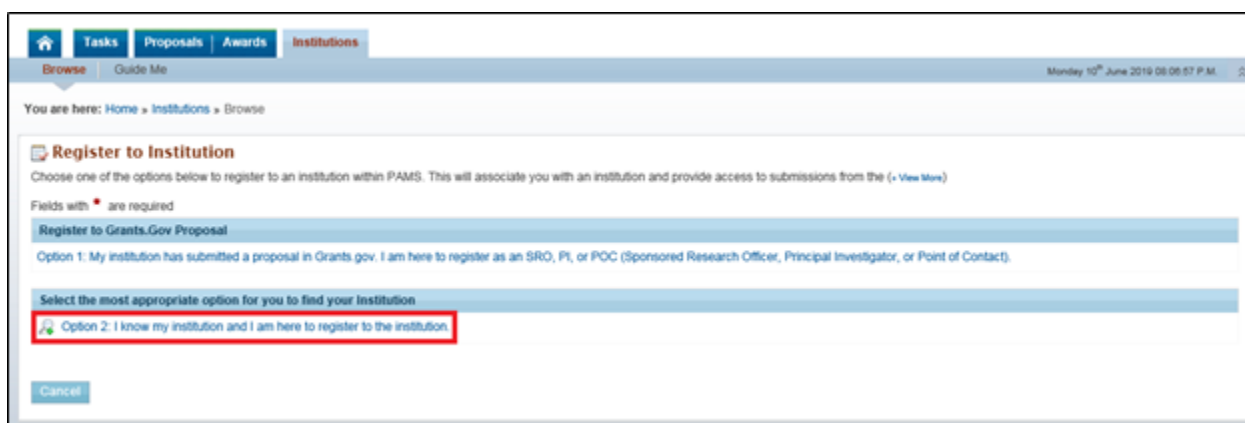 Tasks Proposals | Awards Institutions
Browse Guide Me Monday 10th June 2019 08:06:57 P.M.
You are here: Home » Institutions » Browse
Register to Institution
Choose one of the options below to register to an institution within PAMS. This will associate you with an institution and provide access to submissions from the (+ View More)
Fields with * are required
Register to Grants.Gov Proposal
Option 1: My institution has submitted a proposal in Grants.gov. I am here to register as an SRO, PI, or POC (Sponsored Research Officer, Principal Investigator, or Point of Contact).
Select the most appropriate option for you to find your Institution
Option 2: I know my institution and I am here to register to the institution.
Cancel